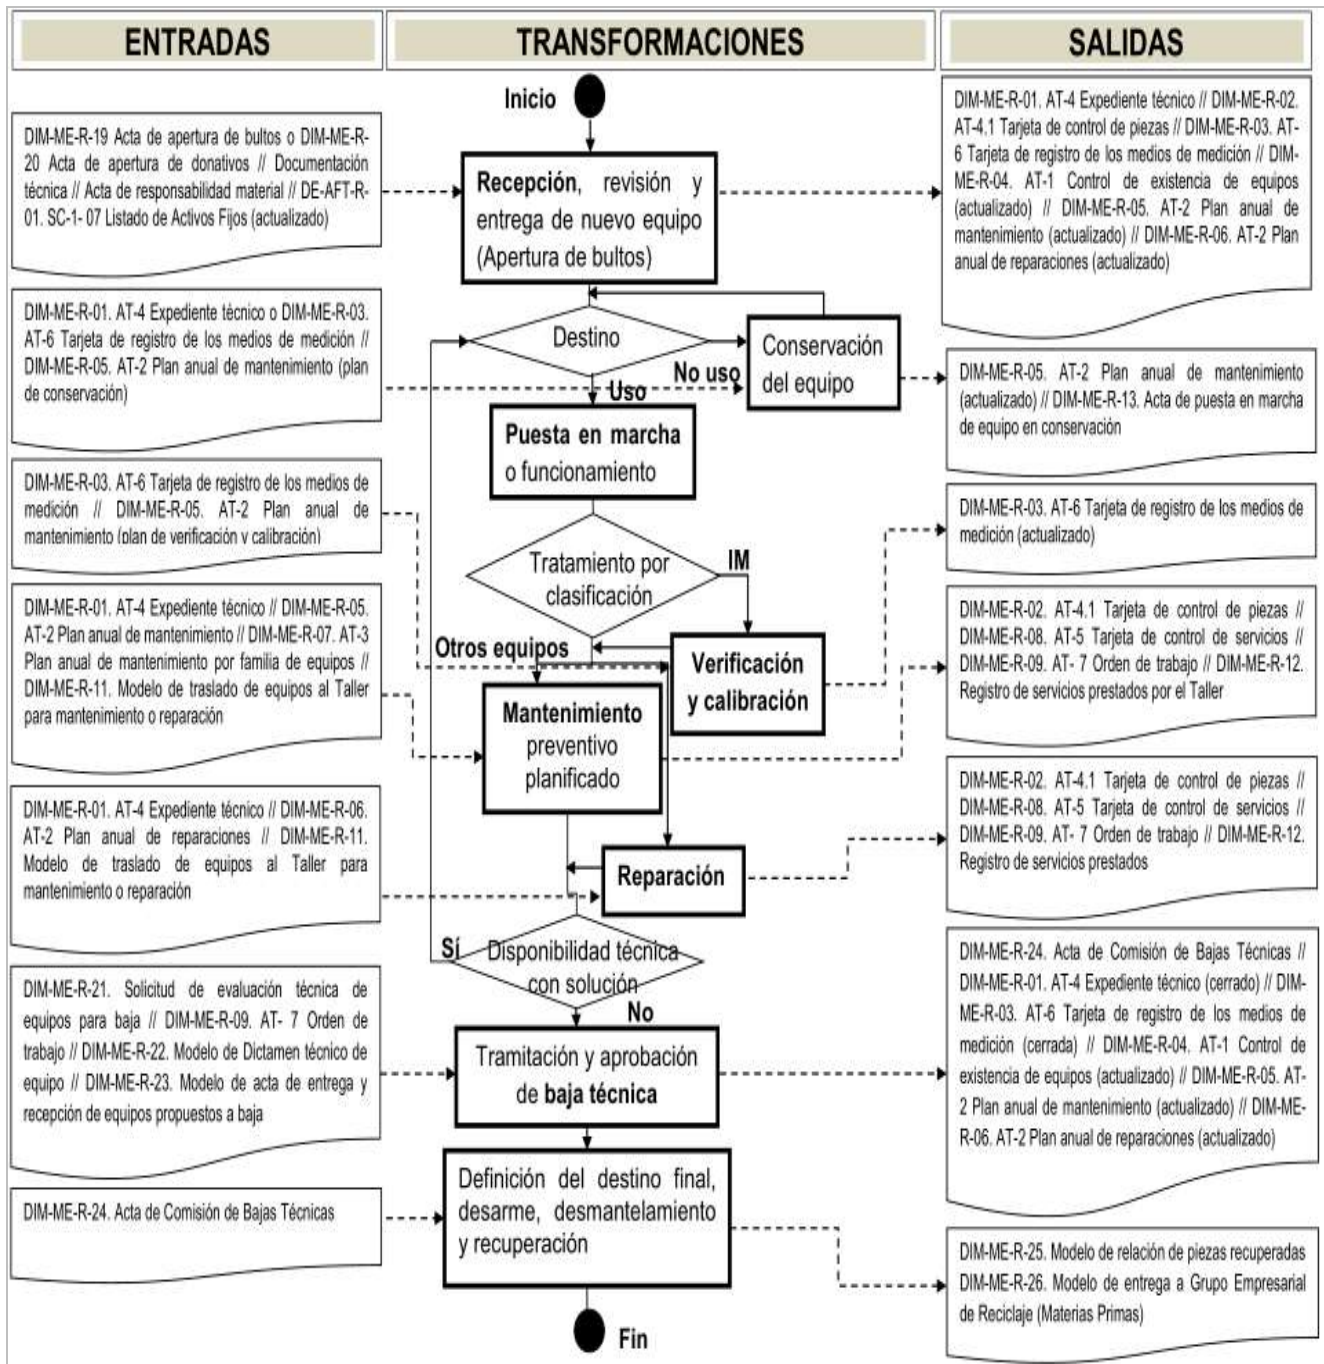 ENTRADAS
TRANSFORMACIONES
SALIDAS
DIM-ME-R-19 Acta de apertura de bultos o DIM-ME-R-
20 Acta de apertura de donativos // Documentación
técnica // Acta de responsabilidad material // DE-AFT-R-
01. SC-1- 07 Listado de Activos Fijos (actualizado)
DIM-ME-R-01. AT-4 Expediente técnico o DIM-ME-R-03.
AT-6 Tarjeta de registro de los medios de medición //
DIM-ME-R-05. AT-2 Plan anual de mantenimiento (plan
de conservación)
DIM-ME-R-03. AT-6 Tarjeta de registro de los medios de
medición // DIM-ME-R-05. AT-2 Plan anual de
mantenimiento (plan de verificación y calibración)
DIM-ME-R-01. AT-4 Expediente técnico // DIM-ME-R-05.
AT-2 Plan anual de mantenimiento // DIM-ME-R-07. AT-3
Plan anual de mantenimiento por familia de equipos //
DIM-ME-R-11. Modelo de traslado de equipos al Taller
para mantenimiento o reparación
DIM-ME-R-01. AT-4 Expediente técnico // DIM-ME-R-06.
AT-2 Plan anual de reparaciones // DIM-ME-R-11.
Modelo de traslado de equipos al Taller para
mantenimiento o reparación
DIM-ME-R-21. Solicitud de evaluación técnica de
equipos para baja // DIM-ME-R-09. AT- 7 Orden de
trabajo // DIM-ME-R-22. Modelo de Dictamen técnico de
equipo // DIM-ME-R-23. Modelo de acta de entrega y
recepción de equipos propuestos a baja
DIM-ME-R-24. Acta de Comisión de Bajas Técnicas
Inicio
Recepción, revisión y
entrega de nuevo equipo
(Apertura de bultos)
Destino
Conservación
del equipo
No uso
Uso
Puesta en marcha
o funcionamiento
Tratamiento por
clasificación
IM
Otros equipos
Verificación
y calibración
Mantenimiento
preventivo
planificado
Reparación
Sí
Disponibilidad técnica
con solución
No
Tramitación y aprobación
de baja técnica
Definición del destino final,
desarme, desmantelamiento
y recuperación
Fin
DIM-ME-R-01. AT-4 Expediente técnico // DIM-ME-R-02.
AT-4.1 Tarjeta de control de piezas // DIM-ME-R-03. AT-
6 Tarjeta de registro de los medios de medición // DIM-
ME-R-04. AT-1 Control de existencia de equipos
(actualizado) // DIM-ME-R-05. AT-2 Plan anual de
mantenimiento (actualizado) // DIM-ME-R-06. AT-2 Plan
anual de reparaciones (actualizado)
DIM-ME-R-05. AT-2 Plan anual de mantenimiento
(actualizado) // DIM-ME-R-13. Acta de puesta en marcha
de equipo en conservación
DIM-ME-R-03. AT-6 Tarjeta de registro de los medios de
medición (actualizado)
DIM-ME-R-02. AT-4.1 Tarjeta de control de piezas //
DIM-ME-R-08. AT-5 Tarjeta de control de servicios //
DIM-ME-R-09. AT- 7 Orden de trabajo // DIM-ME-R-12.
Registro de servicios prestados por el Taller
DIM-ME-R-02. AT-4.1 Tarjeta de control de piezas //
DIM-ME-R-08. AT-5 Tarjeta de control de servicios //
DIM-ME-R-09. AT- 7 Orden de trabajo // DIM-ME-R-12.
Registro de servicios prestados
DIM-ME-R-24. Acta de Comisión de Bajas Técnicas //
DIM-ME-R-01. AT-4 Expediente técnico (cerrado) // DIM-
ME-R-03. AT-6 Tarjeta de registro de los medios de
medición (cerrada) // DIM-ME-R-04. AT-1 Control de
existencia de equipos (actualizado) // DIM-ME-R-05. AT-
2 Plan anual de mantenimiento (actualizado) // DIM-ME-
R-06. AT-2 Plan anual de reparaciones (actualizado)
DIM-ME-R-25. Modelo de relación de piezas recuperadas
DIM-ME-R-26. Modelo de entrega a Grupo Empresarial
de Reciclaje (Materias Primas)